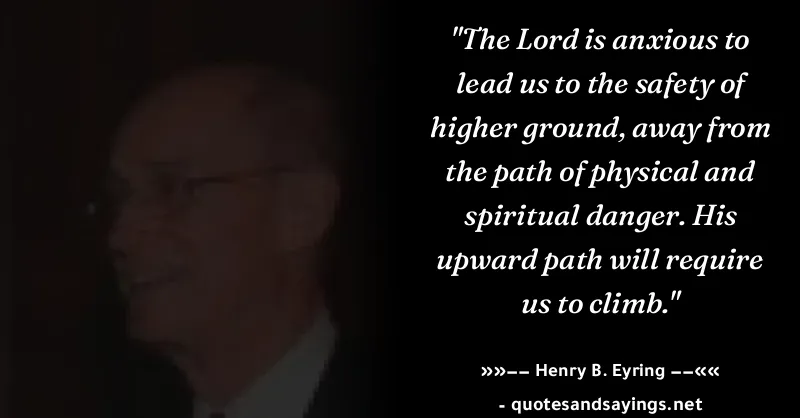 "The Lord is anxious to
lead us to the safety of
higher ground, away from
the path of physical and
spiritual danger. His
upward path will require
us to climb."
»»−− Henry B. Eyring −−««
- quotesandsayings.net